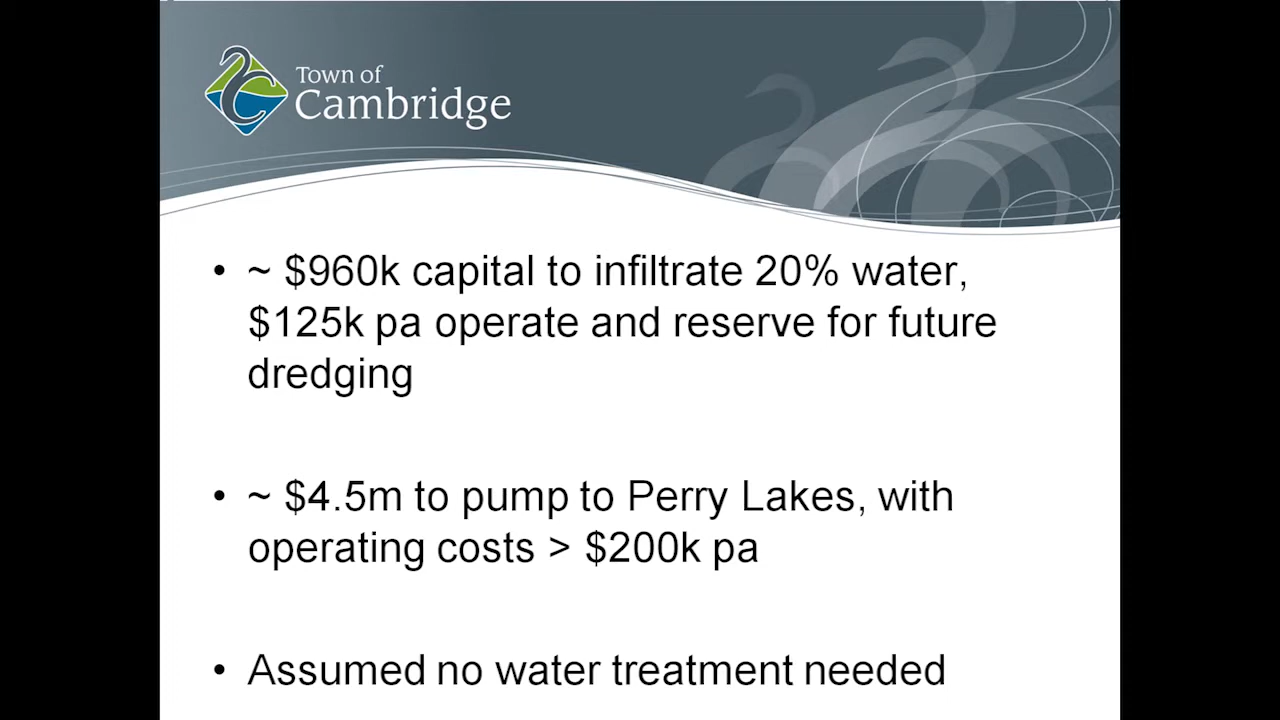 Town of
Cambridge
• ~ $960k capital to infiltrate 20% water,
$125k pa operate and reserve for future
dredging
• ~ $4.5m to pump to Perry Lakes, with
operating costs > $200k pa
• Assumed no water treatment needed